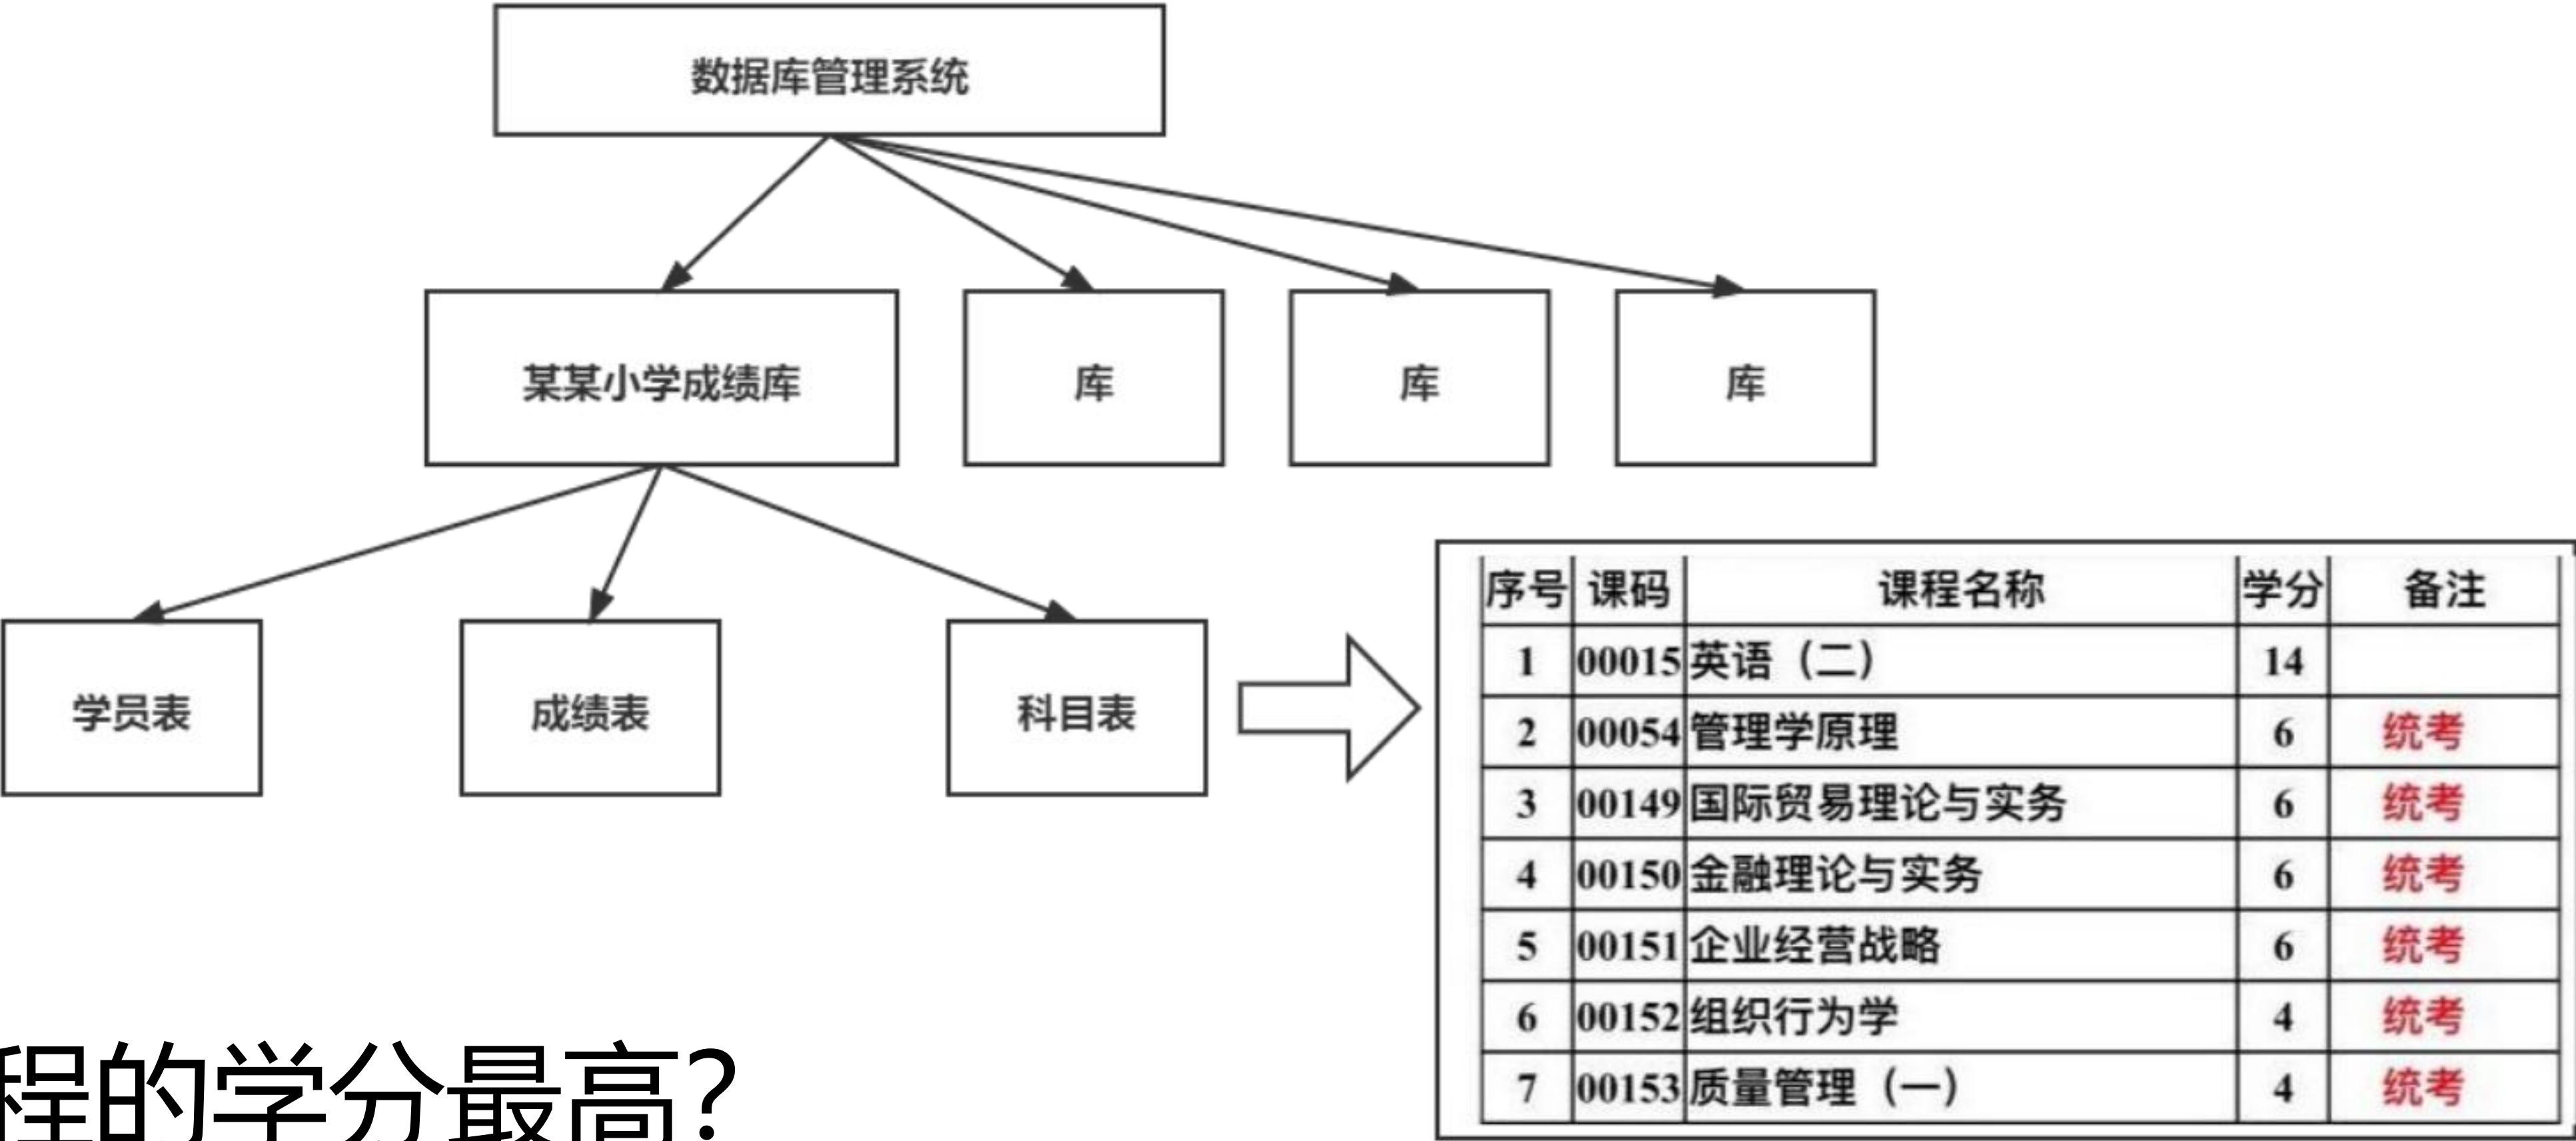 数据库管理系统
某某小学成绩库 库 库 库
学员表 成绩表 科目表
序号 课码 课程名称 学分 备注
1 00015 英语（二） 14
2 00054 管理学原理 6 统考
3 00149 国际贸易理论与实务 6 统考
4 00150 金融理论与实务 6 统考
5 00151 企业经营战略 6 统考
6 00152 组织行为学 4 统考
7 00153 质量管理（一） 4 统考
程的学分最高？